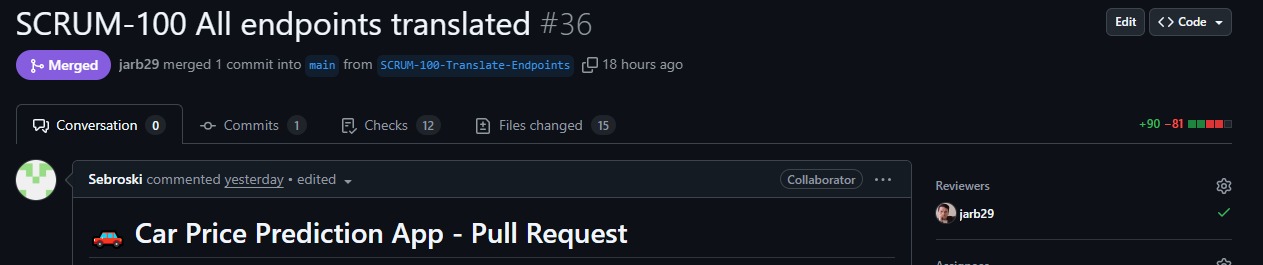 SCRUM-100 All endpoints translated #36
Edit
Code
Merged
jarb29 merged 1 commit into main from SCRUM-100-Translate-Endpoints 18 hours ago
Conversation 0
Commits 1
Checks 12
Files changed 15
+90 −81
Sebroski commented yesterday • edited
Collaborator
Car Price Prediction App - Pull Request
Reviewers
jarb29